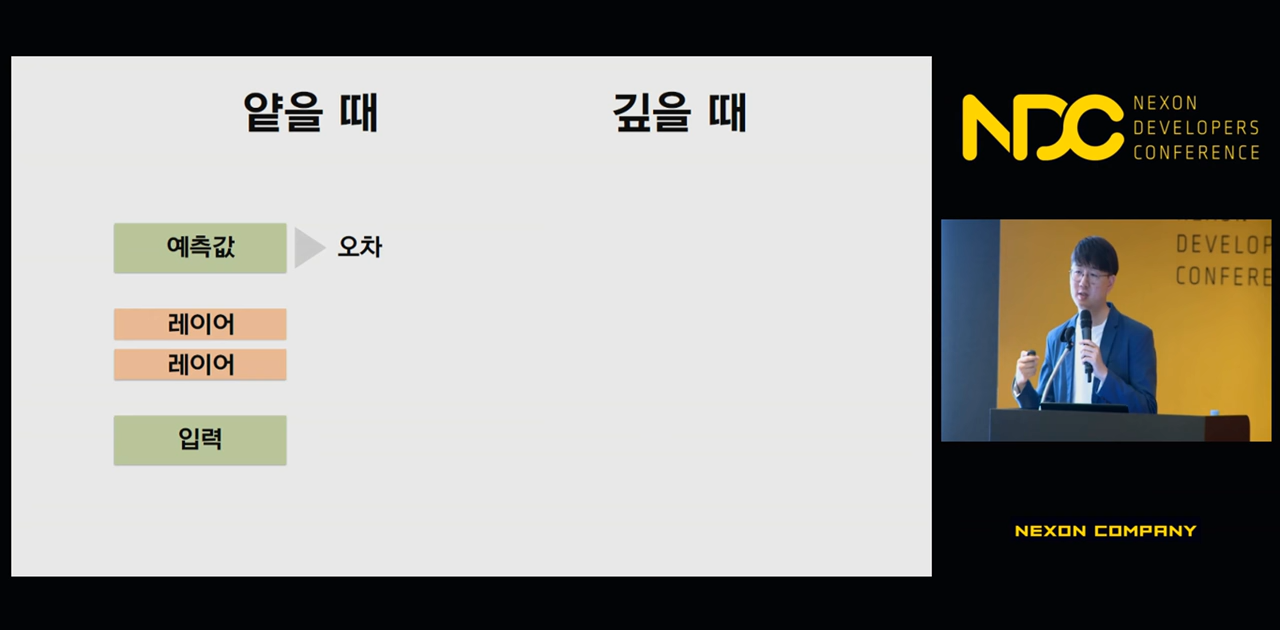 얕을 때
깊을 때
예측값
오차
레이어
레이어
입력
NDC
NEXON
DEVELOPERS
CONFERENCE
DEVELOP
CONFERE
NEXON COMPANY